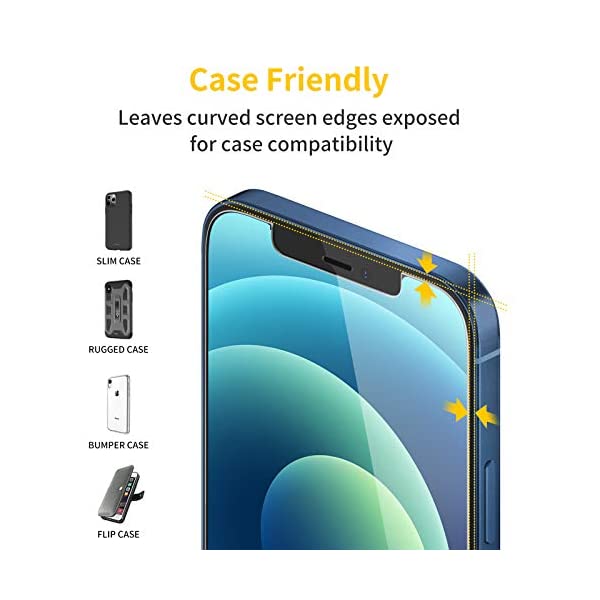 Case Friendly
Leaves curved screen edges exposed
for case compatibility
SLIM CASE
RUGGED CASE
BUMPER CASE
FLIP CASE